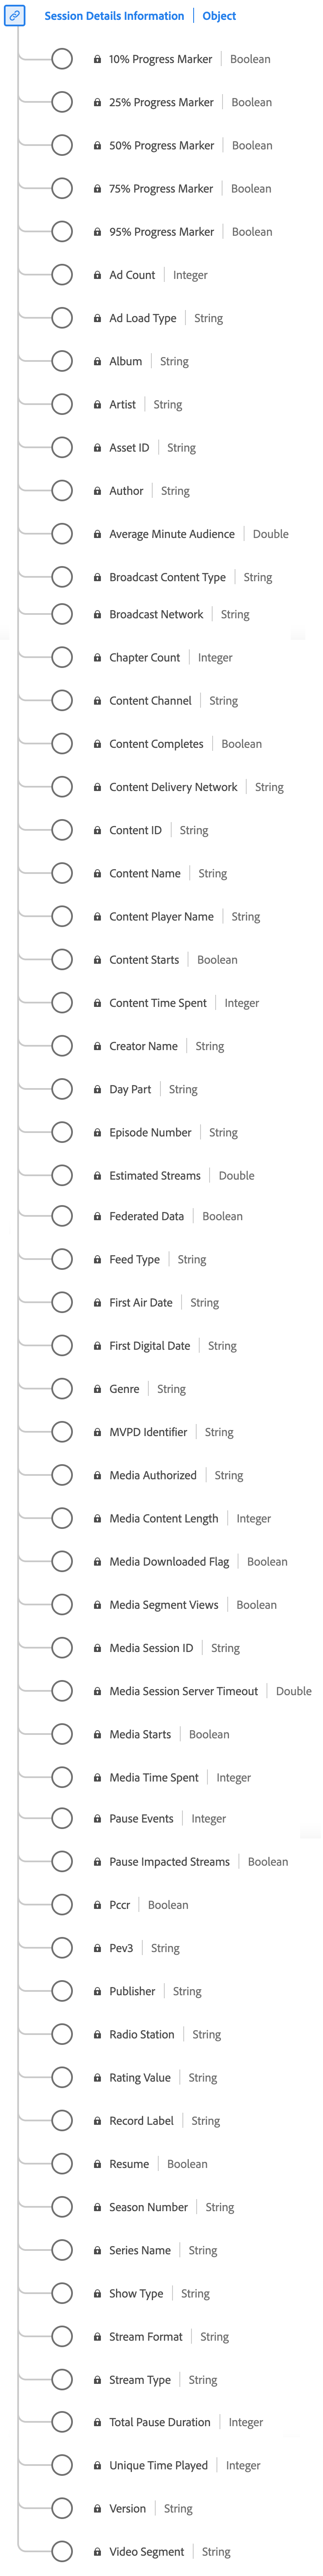 Session Details Information | Object
10% Progress Marker | Boolean
25% Progress Marker | Boolean
50% Progress Marker | Boolean
75% Progress Marker | Boolean
95% Progress Marker | Boolean
Ad Count | Integer
Ad Load Type | String
Album | String
Artist | String
Asset ID | String
Author | String
Average Minute Audience | Double
Broadcast Content Type | String
Broadcast Network | String
Chapter Count | Integer
Content Channel | String
Content Completes | Boolean
Content Delivery Network | String
Content ID | String
Content Name | String
Content Player Name | String
Content Starts | Boolean
Content Time Spent | Integer
Creator Name | String
Day Part | String
Episode Number | String
Estimated Streams | Double
Federated Data | Boolean
Feed Type | String
First Air Date | String
First Digital Date | String
Genre | String
MVPD Identifier | String
Media Authorized | String
Media Content Length | Integer
Media Downloaded Flag | Boolean
Media Segment Views | Boolean
Media Session ID | String
Media Session Server Timeout | Double
Media Starts | Boolean
Media Time Spent | Integer
Pause Events | Integer
Pause Impacted Streams | Boolean
Pccr | Boolean
Pev3 | String
Publisher | String
Radio Station | String
Rating Value | String
Record Label | String
Resume | Boolean
Season Number | String
Series Name | String
Show Type | String
Stream Format | String
Stream Type | String
Total Pause Duration | Integer
Unique Time Played | Integer
Version | String
Video Segment | String